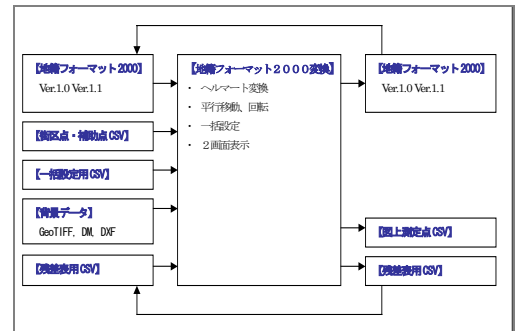 【地籍フォーマット2000】
Ver.1.0 Ver.1.1
【街区点・補助点CSV】
【一括設定用CSV】
【背景データ】
GeoTIFF, DM, DXF
【残差表用CSV】
【地籍フォーマット2000変換】
・ ヘルマート変換
・ 平行移動、回転
・ 一括設定
・ 2画面表示
【地籍フォーマット2000】
Ver.1.0 Ver.1.1
【図上測定点CSV】
【残差表用CSV】